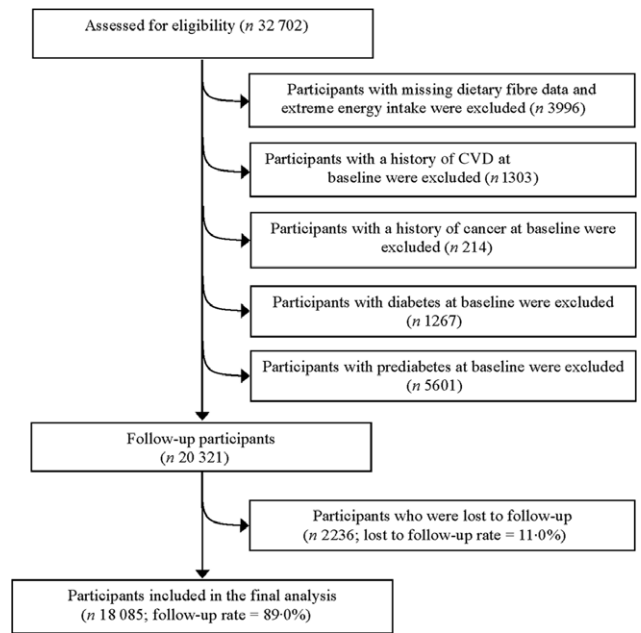 Assessed for eligibility (n 32 702)
Participants with missing dietary fibre data and
extreme energy intake were excluded (n 3996)
Participants with a history of CVD at
baseline were excluded (n 1303)
Participants with a history of cancer at baseline were
excluded (n 214)
Participants with diabetes at baseline were excluded
(n 1267)
Participants with prediabetes at baseline were excluded
(n 5601)
Follow-up participants
(n 20 321)
Participants who were lost to follow-up
(n 2236; lost to follow-up rate = 11·0%)
Participants included in the final analysis
(n 18 085; follow-up rate = 89·0%)